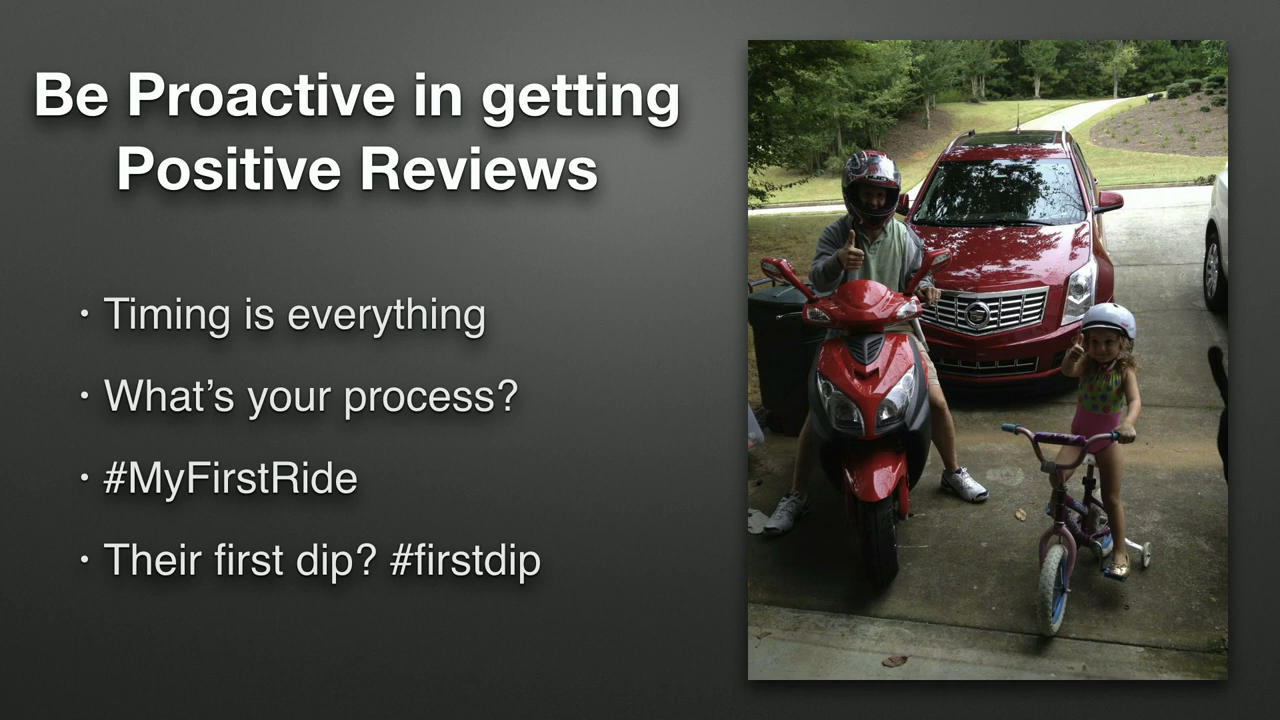 Be Proactive in getting
Positive Reviews
• Timing is everything
• What’s your process?
• #MyFirstRide
• Their first dip? #firstdip